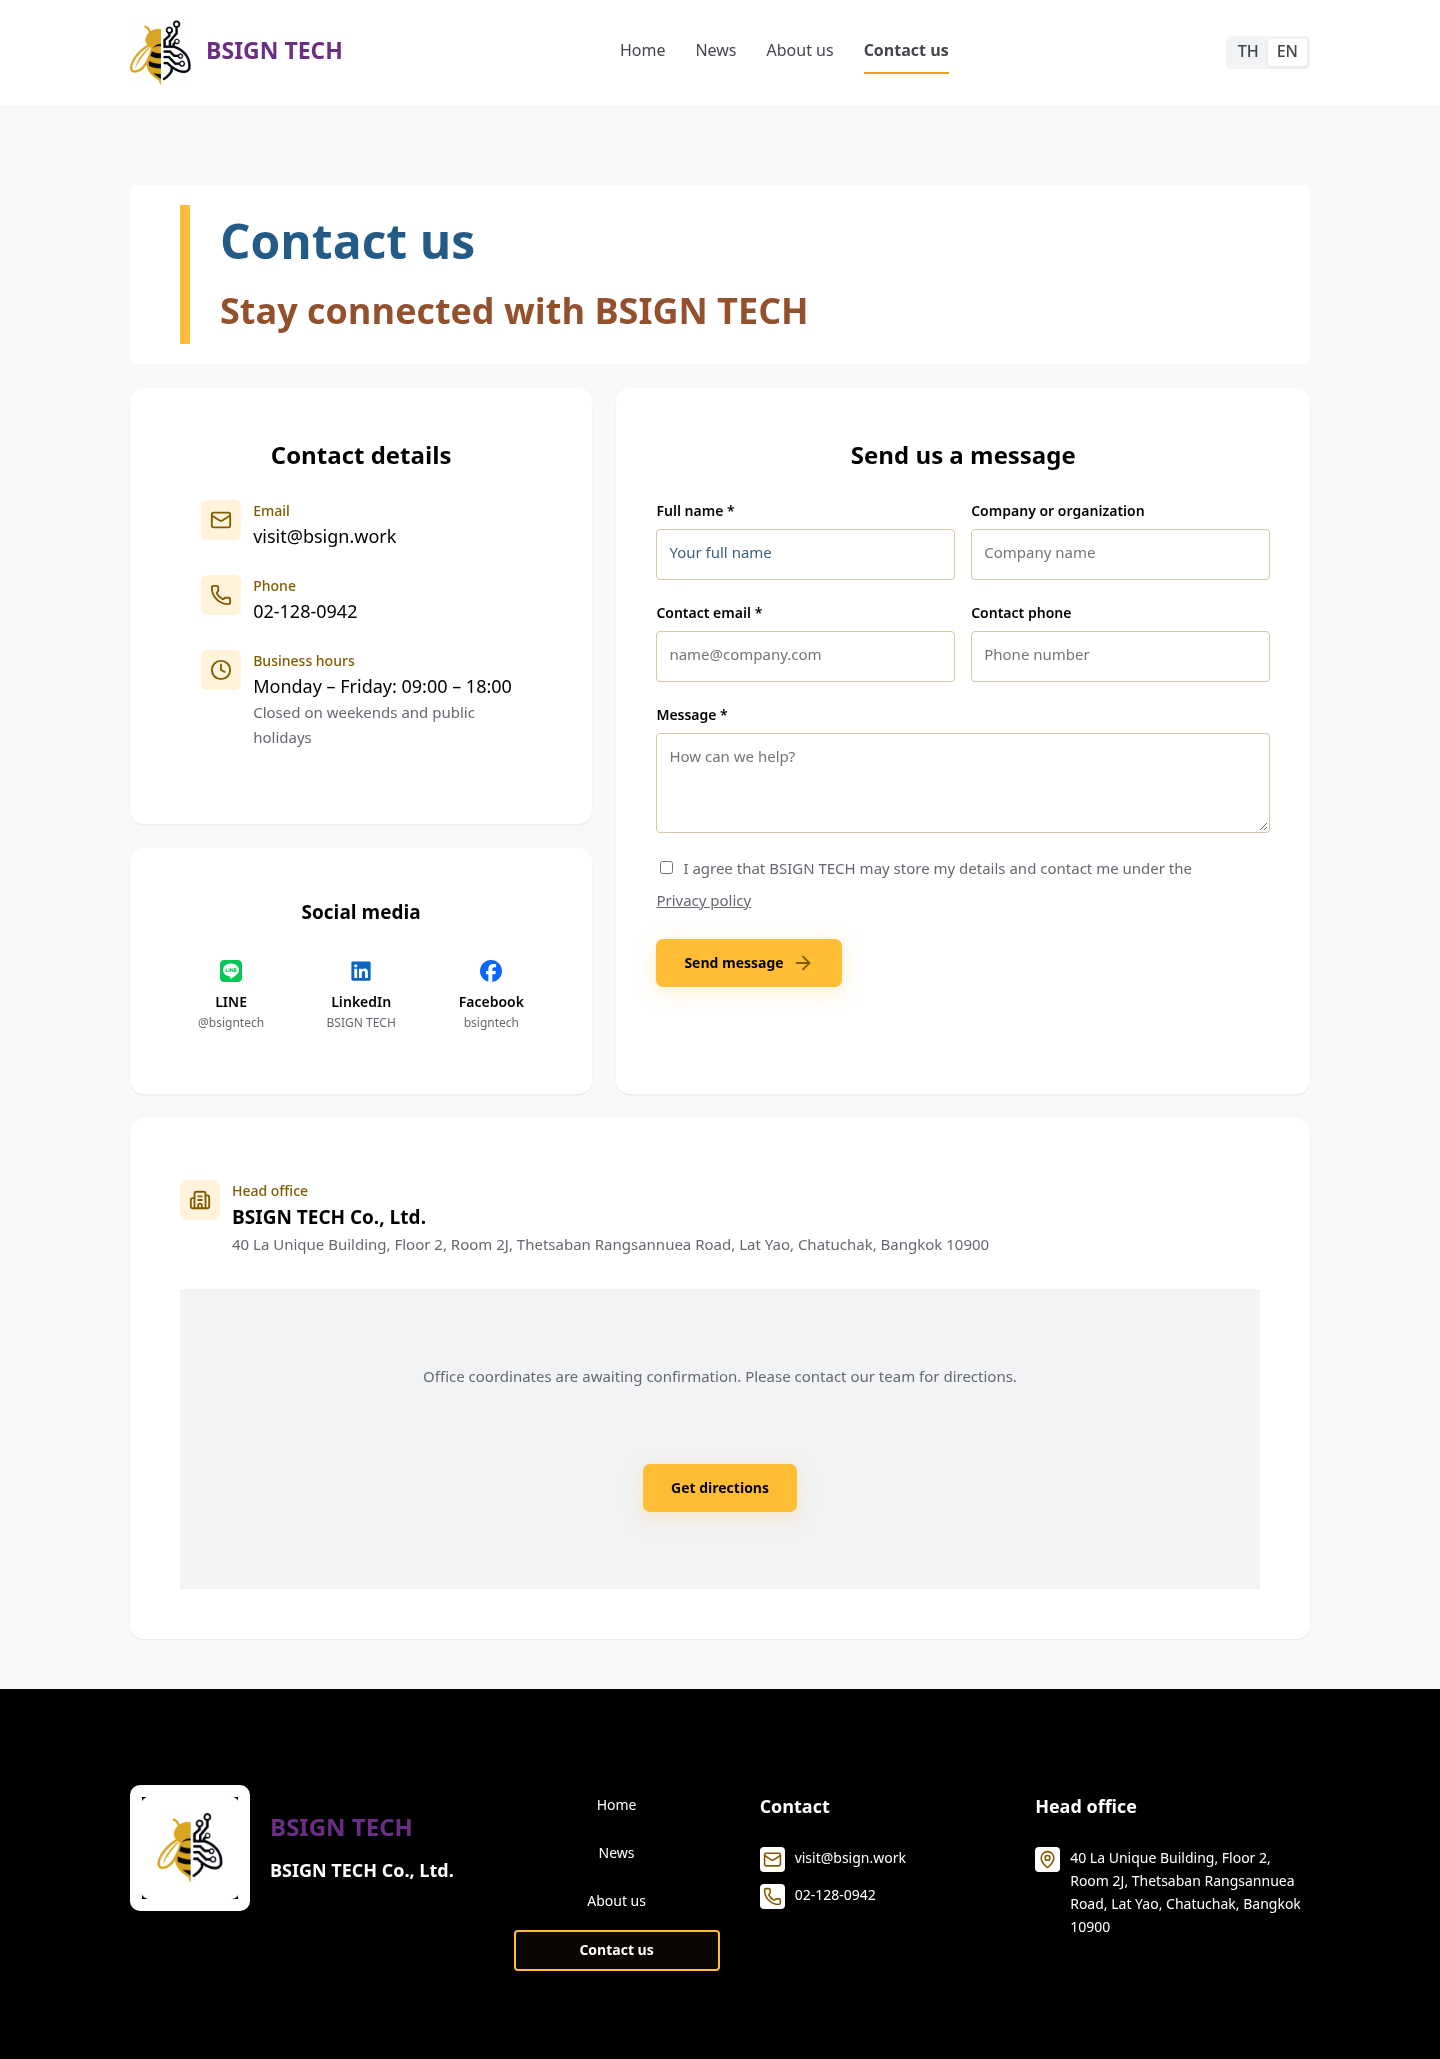 BSIGN TECH
Home
News
About us
Contact us
TH
EN
Contact us
Stay connected with BSIGN TECH
Contact details
Email
visit@bsign.work
Phone
02-128-0942
Business hours
Monday – Friday: 09:00 – 18:00
Closed on weekends and public
holidays
Social media
LINE
LINE
@bsigntech
LinkedIn
BSIGN TECH
Facebook
bsigntech
Send us a message
Full name *
Your full name
Company or organization
Company name
Contact email *
name@company.com
Contact phone
Phone number
Message *
How can we help?
I agree that BSIGN TECH may store my details and contact me under the
Privacy policy
Send message
Head office
BSIGN TECH Co., Ltd.
40 La Unique Building, Floor 2, Room 2J, Thetsaban Rangsannuea Road, Lat Yao, Chatuchak, Bangkok 10900
Office coordinates are awaiting confirmation. Please contact our team for directions.
Get directions
BSIGN TECH
BSIGN TECH Co., Ltd.
Home
News
About us
Contact us
Contact
visit@bsign.work
02-128-0942
Head office
40 La Unique Building, Floor 2,
Room 2J, Thetsaban Rangsannuea
Road, Lat Yao, Chatuchak, Bangkok
10900